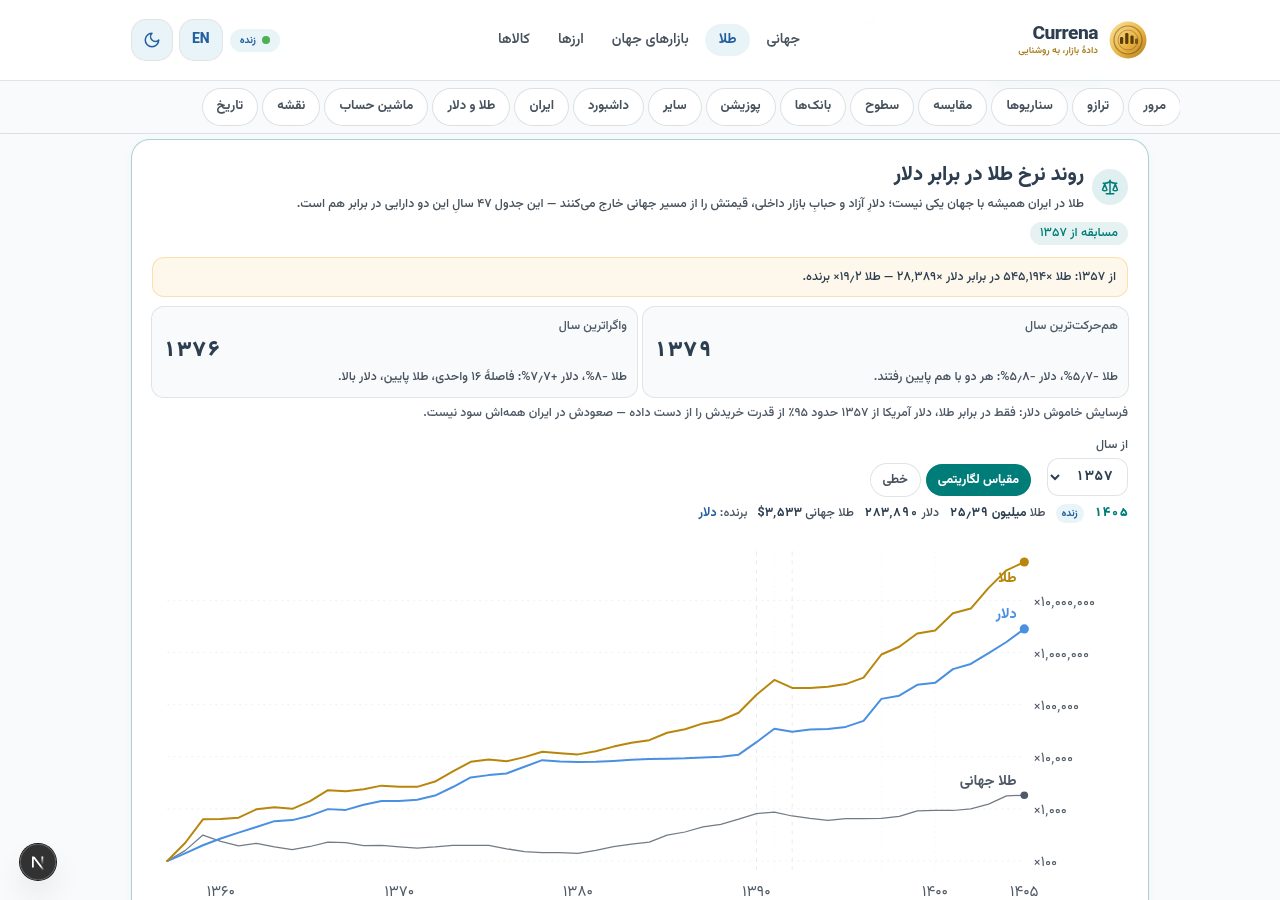 Currena
دادهٔ بازار، به روشنایی
جهانی
طلا
بازارهای جهان
ارزها
کالاها
زنده
EN
مرور
ترازو
سناریوها
مقایسه
سطوح
بانک‌ها
پوزیشن
سایر
داشبورد
ایران
طلا و دلار
ماشین حساب
نقشه
تاریخ
روند نرخ طلا در برابر دلار
طلا در ایران همیشه با جهان یکی نیست؛ دلارِ آزاد و حبابِ بازار داخلی، قیمتش را از مسیر جهانی خارج می‌کنند — این جدول ۴۷ سالِ این دو دارایی در برابر هم است.
مسابقه از ۱۳۵۷
از ۱۳۵۷: طلا ×۵۴۵,۱۹۴ در برابر دلار ×۲۸,۳۸۹ — طلا ×۱۹٫۲ برنده.
هم‌حرکت‌ترین سال
۱۳۷۹
طلا -۵٫۷%، دلار -۵٫۸%: هر دو با هم پایین رفتند.
واگراترین سال
۱۳۷۶
طلا -۸%، دلار +۷٫۷%: فاصلهٔ ۱۶ واحدی، طلا پایین، دلار بالا.
فرسایش خاموش دلار: فقط در برابر طلا، دلار آمریکا از ۱۳۵۷ حدود ۹۵٪ از قدرت خریدش را از دست داده — صعودش در ایران همه‌اش سود نیست.
از سال
۱۳۵۷
مقیاس لگاریتمی
خطی
۱۴۰۵ زنده طلا ۲۵٫۳۹ میلیون دلار ۲۸۳,۸۹۰ طلا جهانی $۳,۵۳۳ برنده: دلار
طلا
دلار
طلا جهانی
×۱۰,۰۰۰,۰۰۰
×۱,۰۰۰,۰۰۰
×۱۰۰,۰۰۰
×۱۰,۰۰۰
×۱,۰۰۰
×۱۰۰
۱۳۶۰ ۱۳۷۰ ۱۳۸۰ ۱۳۹۰ ۱۴۰۰ ۱۴۰۵
N